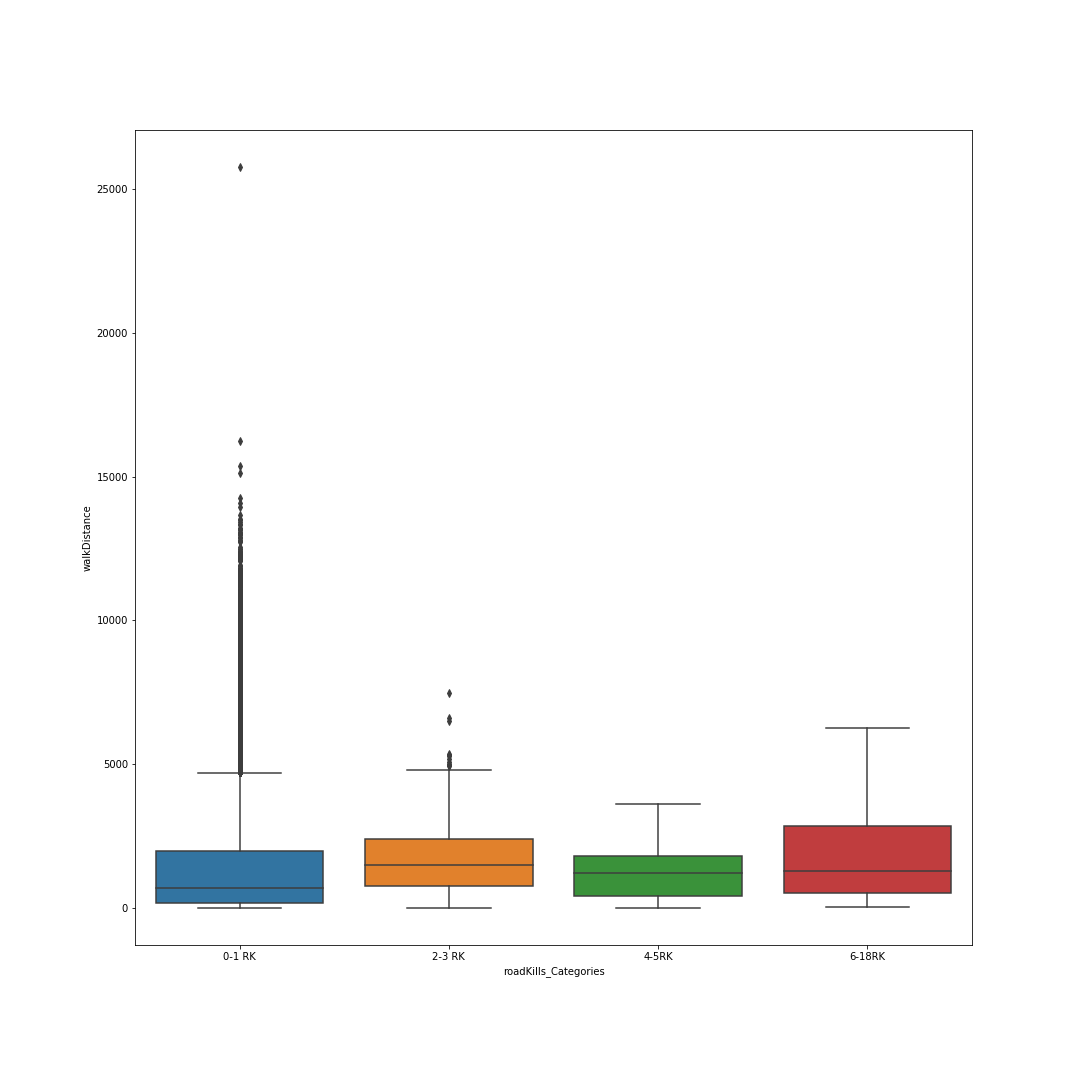 25000
20000
15000
10000
5000
0
walkDistance
0-1 RK
2-3 RK
4-5RK
6-18RK
roadKills_Categories